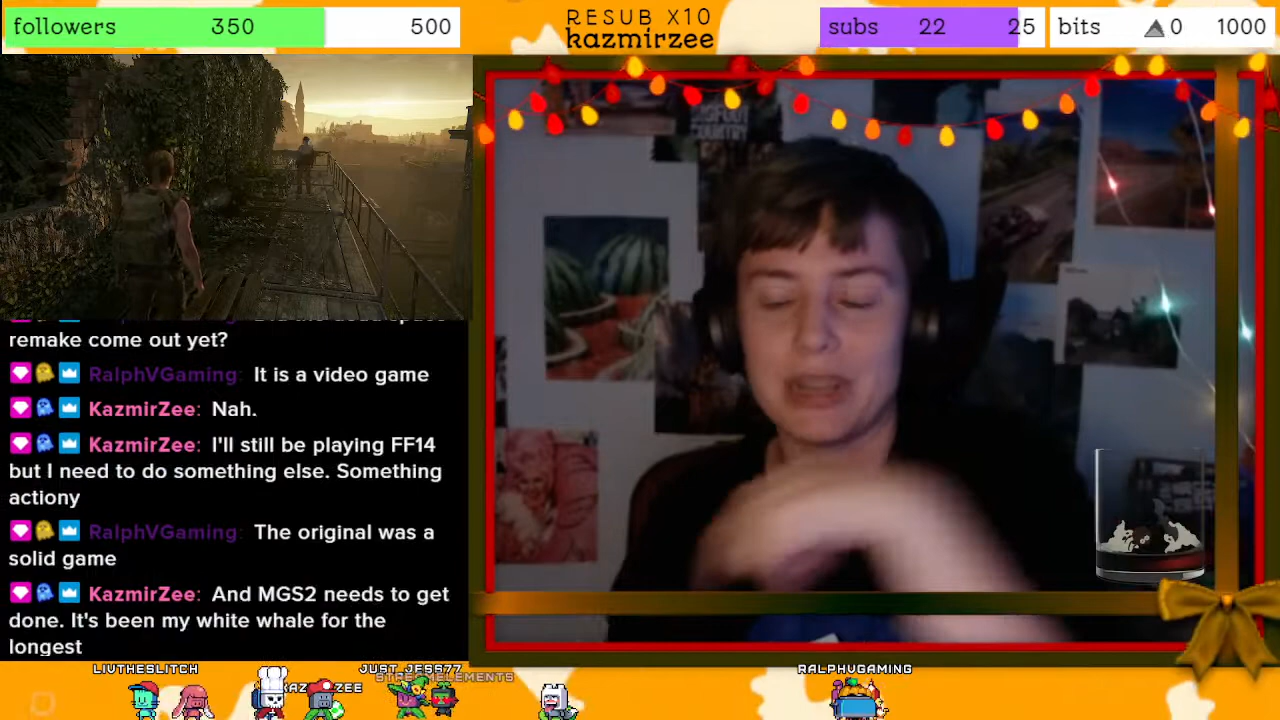 followers 350 500
RESUB X10
kazmirzee
subs 22 25
bits 0 1000
remake come out yet?
RalphVGaming: It is a video game
KazmirZee: Nah.
KazmirZee: I'll still be playing FF14
but I need to do something else. Something
actiony
RalphVGaming: The original was a
solid game
KazmirZee: And MGS2 needs to get
done. It's been my white whale for the
longest
LIVTHESLITCH
JUST_JESS77
STREAMELEMENTS
RALPHVGAMING